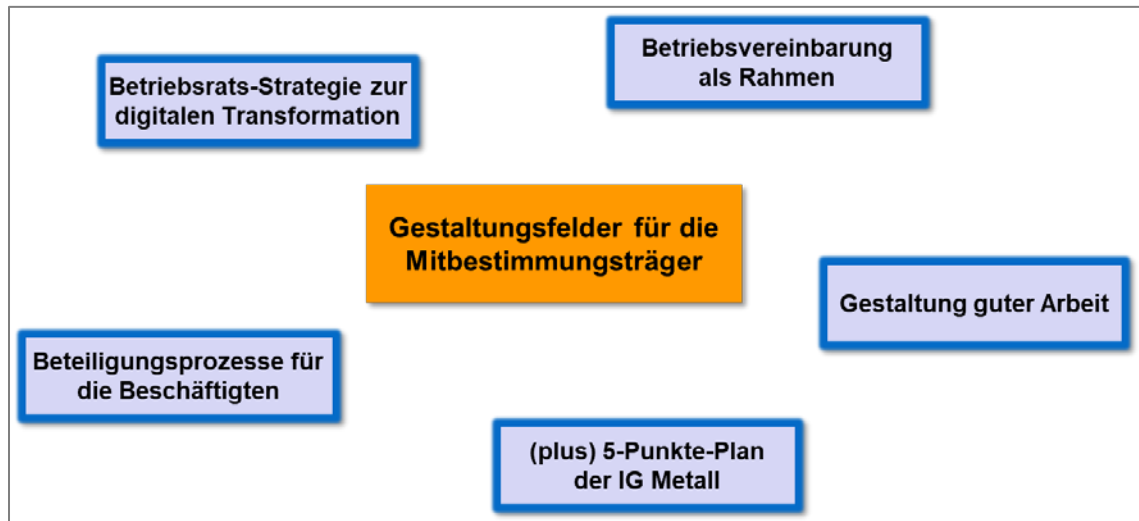 Betriebsvereinbarung
als Rahmen
Betriebsrats-Strategie zur
digitalen Transformation
Gestaltungsfelder für die
Mitbestimmungsträger
Gestaltung guter Arbeit
Beteiligungsprozesse für
die Beschäftigten
(plus) 5-Punkte-Plan
der IG Metall